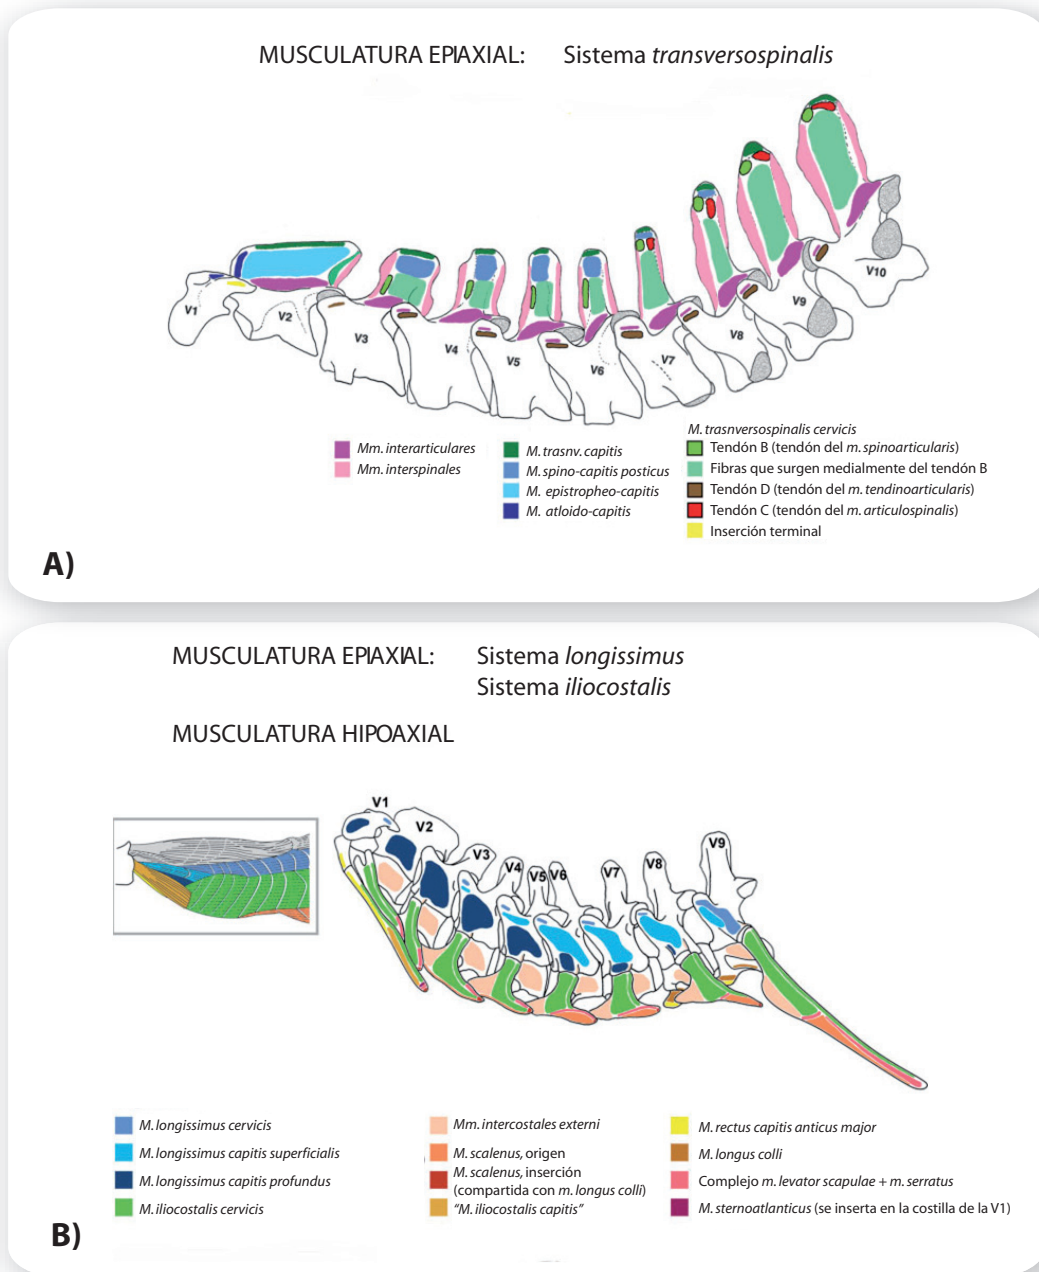 MUSCULATURA EPIAXIAL: Sistema transversospinalis
V1
V2
V3
V4
V5
V6
V7
V8
V9
V10
Mm. interarticulares
Mm. interspinales
M. trasnv. capitis
M. spino-capitis posticus
M. epistropheo-capitis
M. atloido-capitis
M. trasnversospinalis cervicis
Tendón B (tendón del m. spinoarticularis)
Fibras que surgen medialmente del tendón B
Tendón D (tendón del m. tendinoarticularis)
Tendón C (tendón del m. articulospinalis)
Inserción terminal
A)
MUSCULATURA EPIAXIAL: Sistema longissimus
Sistema iliocostalis
MUSCULATURA HIPOAXIAL
V1
V2
V3
V4
V5
V6
V7
V8
V9
M. longissimus cervicis
M. longissimus capitis superficialis
M. longissimus capitis profundus
M. iliocostalis cervicis
Mm. intercostales externi
M. scalenus, origen
M. scalenus, inserción
(compartida con m. longus colli)
"M. iliocostalis capitis"
M. rectus capitis anticus major
M. longus colli
Complejo m. levator scapulae + m. serratus
M. sternoatlanticus (se inserta en la costilla de la V1)
B)